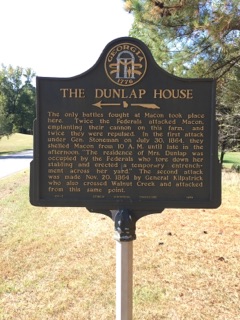 GEORGIA
1776
THE DUNLAP HOUSE
The only battles fought at Macon took place
here. Twice the Federals attacked Macon,
emplanting their cannon on this farm, and
twice they were repulsed. In the first attack
under Gen. Stoneman on July 30, 1864, they
shelled Macon from 10 A. M. until late in the
afternoon. "The residence of Mrs. Dunlap was
occupied by the Federals who tore down her
stabling and erected a temporary entrench-
ment across her yard." The second attack
was made Nov. 20, 1864 by General Kilpatrick
who also crossed Walnut Creek and attacked
from this same point.